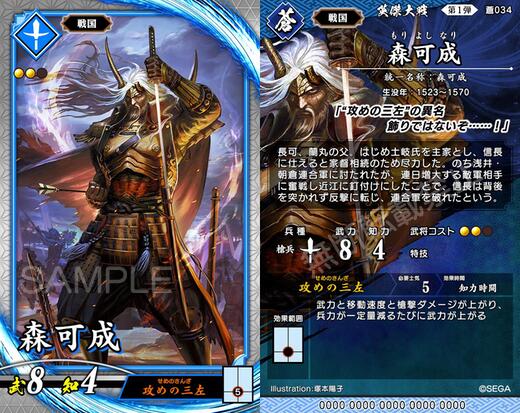 戦国
SAMPLE
森可成
武8 知4
せめのさんざ
攻めの三左
5
蒼
戦国
英傑大戦
第1弾
蒼034
もり よし なり
森可成
統一名称：森可成
生没年：1523～1570
「“攻めの三左”の異名
飾りではないぞ……！」
長可、蘭丸の父。はじめ土岐氏を主家とし、信長
に仕えると家督相続のため尽力した。のち浅井・
朝倉連合軍に討たれたが、連日増大する敵軍相手
に奮戦し近江に釘付けにしたことで、信長は背後
を突かれず反撃に転じ、連合軍を破れたという。
兵種 武力 知力 武将コスト
槍兵 8 4 特技
せめのさんざ 必要士気 効果時間
攻めの三左 5 知力時間
効果範囲
武力と移動速度と槍撃ダメージが上がり、
兵力が一定量減るたびに武力が上がる
Illustration:塚本陽子
©SEGA
0000 0000 0000 0000 0000